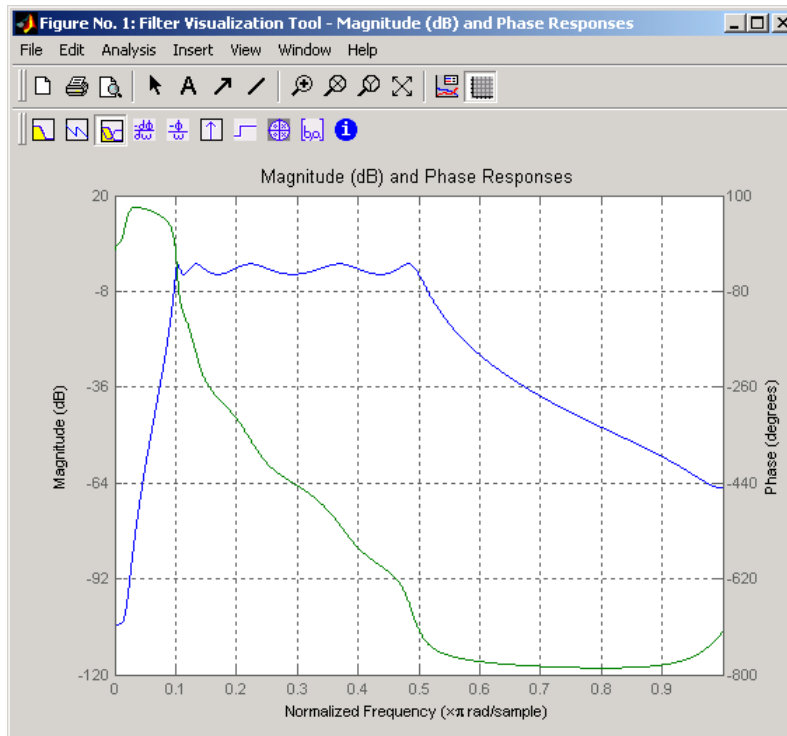 Figure No. 1: Filter Visualization Tool - Magnitude (dB) and Phase Responses
File Edit Analysis Insert View Window Help
A
[b,a]
i
Magnitude (dB) and Phase Responses
20
-8
-36
-64
-92
-120
Magnitude (dB)
100
-80
-260
-440
-620
-800
Phase (degrees)
0 0.1 0.2 0.3 0.4 0.5 0.6 0.7 0.8 0.9
Normalized Frequency (×π rad/sample)